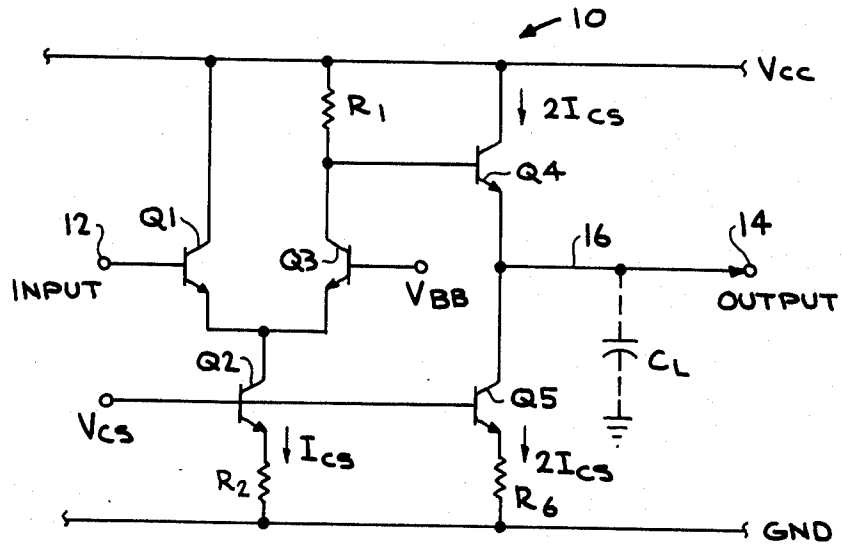 10
Vcc
R1
2Ics
Q4
Q1
12
INPUT
Q3
VBB
16
14
OUTPUT
CL
Q2
Q5
Vcs
Ics
2Ics
R2
R6
GND